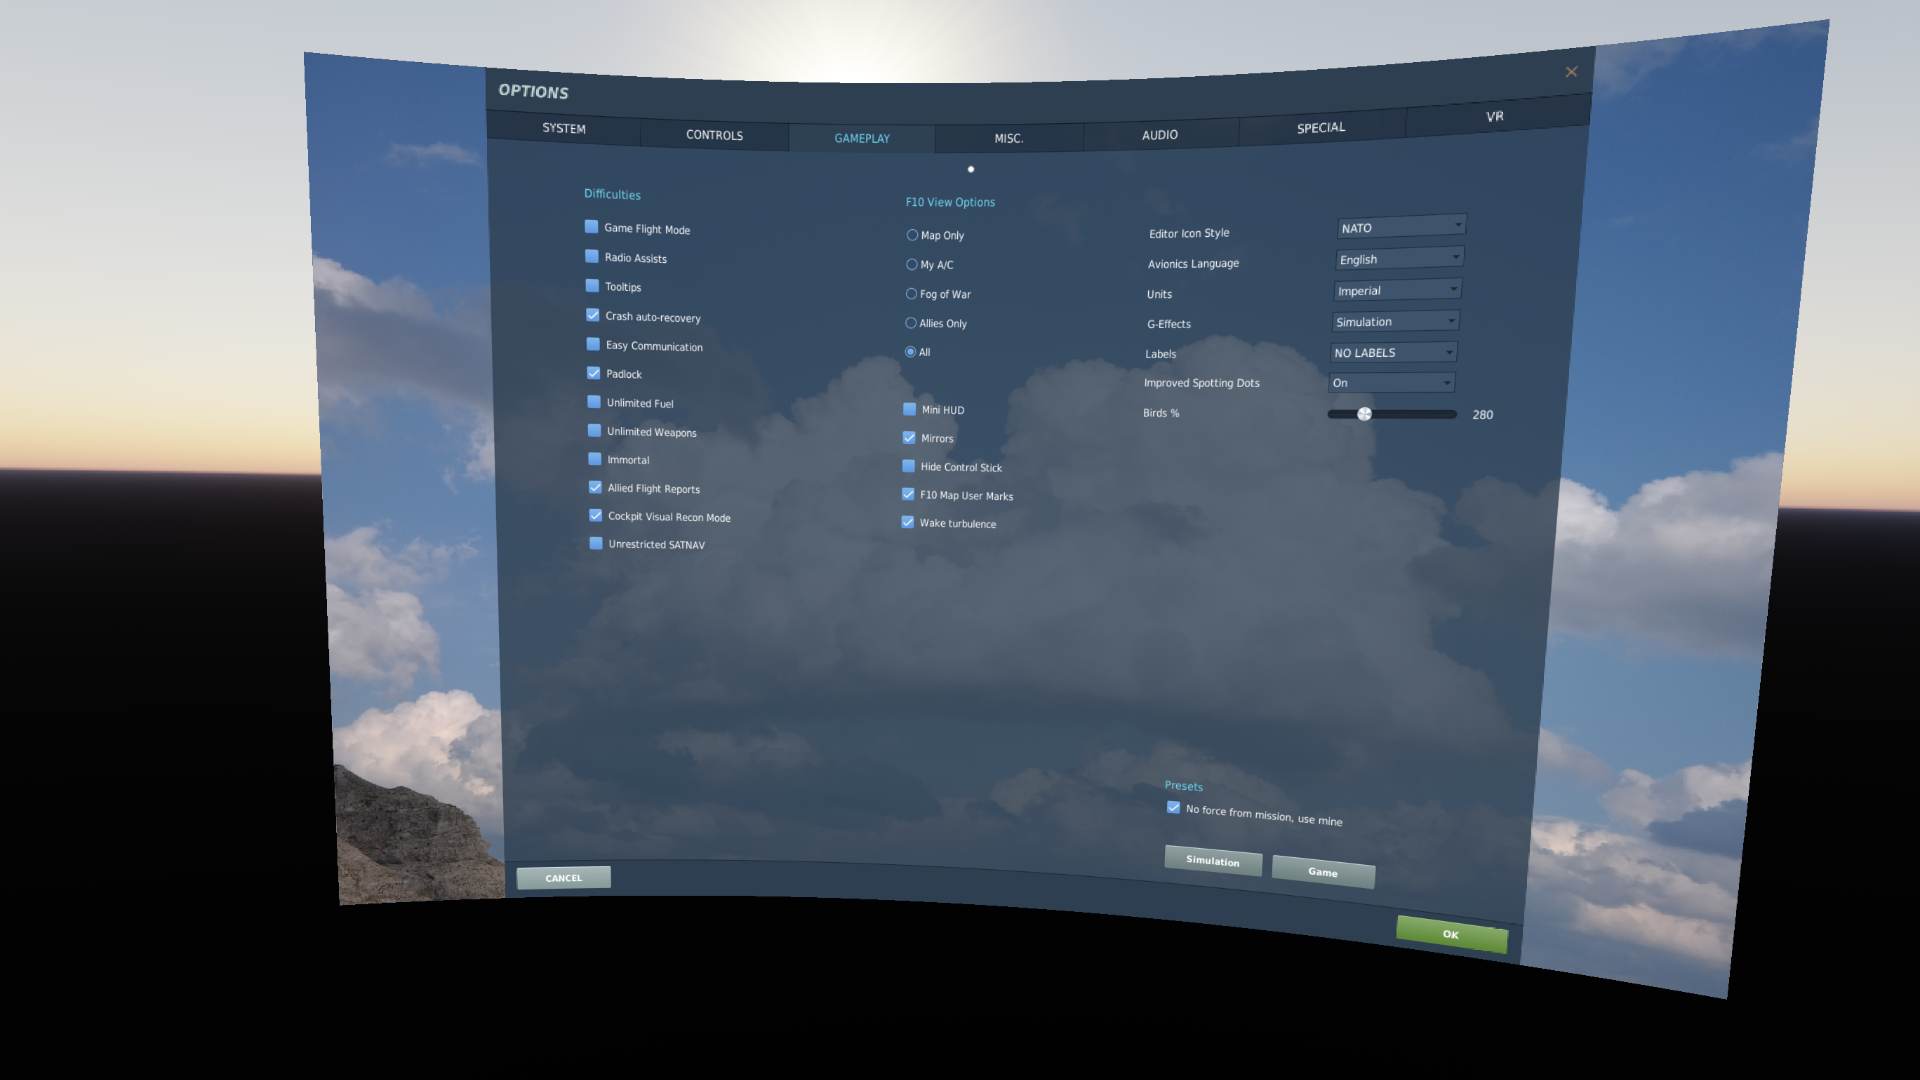 OPTIONS
SYSTEM
CONTROLS
GAMEPLAY
MISC.
AUDIO
SPECIAL
VR
Difficulties
Game Flight Mode
Radio Assists
Tooltips
Crash auto-recovery
Easy Communication
Padlock
Unlimited Fuel
Unlimited Weapons
Immortal
Allied Flight Reports
Cockpit Visual Recon Mode
Unrestricted SATNAV
F10 View Options
Map Only
My A/C
Fog of War
Allies Only
All
Mini HUD
Mirrors
Hide Control Stick
F10 Map User Marks
Wake turbulence
Editor Icon Style NATO
Avionics Language English
Units Imperial
G-Effects Simulation
Labels NO LABELS
Improved Spotting Dots On
Birds % 280
Presets
No force from mission, use mine
Simulation
Game
CANCEL
OK